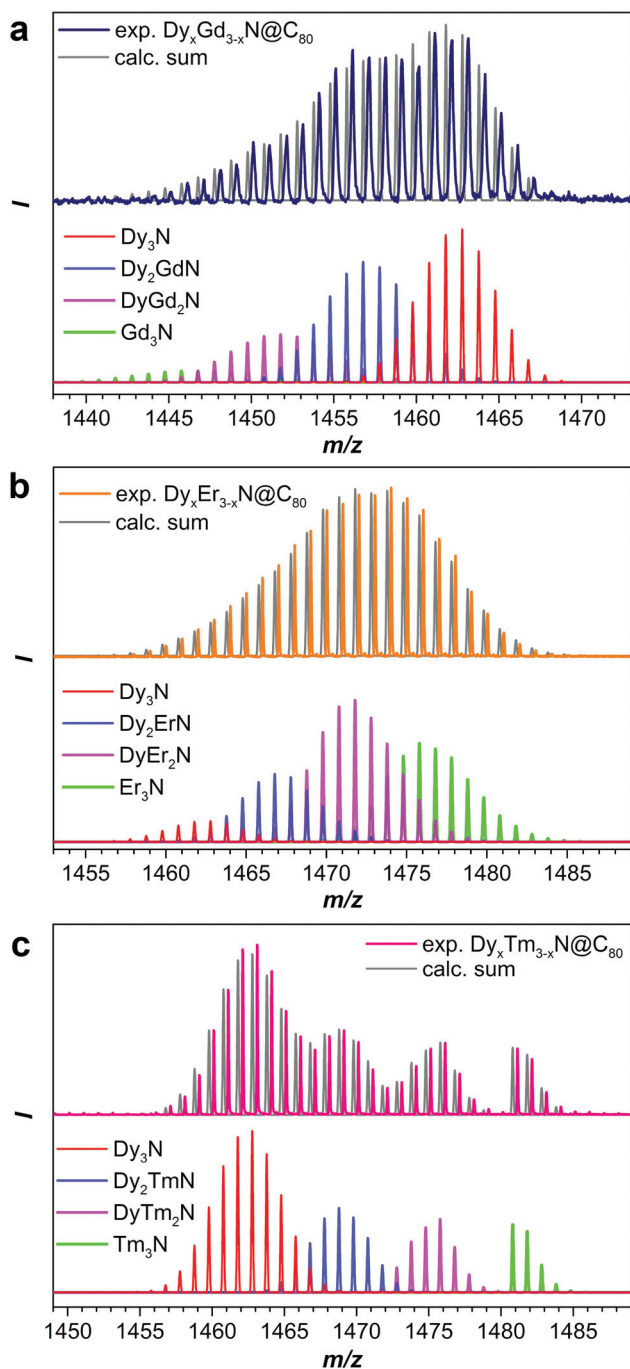 a
exp. DyₓGd₃₋ₓN@C₈₀
calc. sum
I
Dy₃N
Dy₂GdN
DyGd₂N
Gd₃N
1440 1445 1450 1455 1460 1465 1470
m/z
b
exp. DyₓEr₃₋ₓN@C₈₀
calc. sum
I
Dy₃N
Dy₂ErN
DyEr₂N
Er₃N
1455 1460 1465 1470 1475 1480 1485
m/z
c
exp. DyₓTm₃₋ₓN@C₈₀
calc. sum
I
Dy₃N
Dy₂TmN
DyTm₂N
Tm₃N
1450 1455 1460 1465 1470 1475 1480 1485
m/z